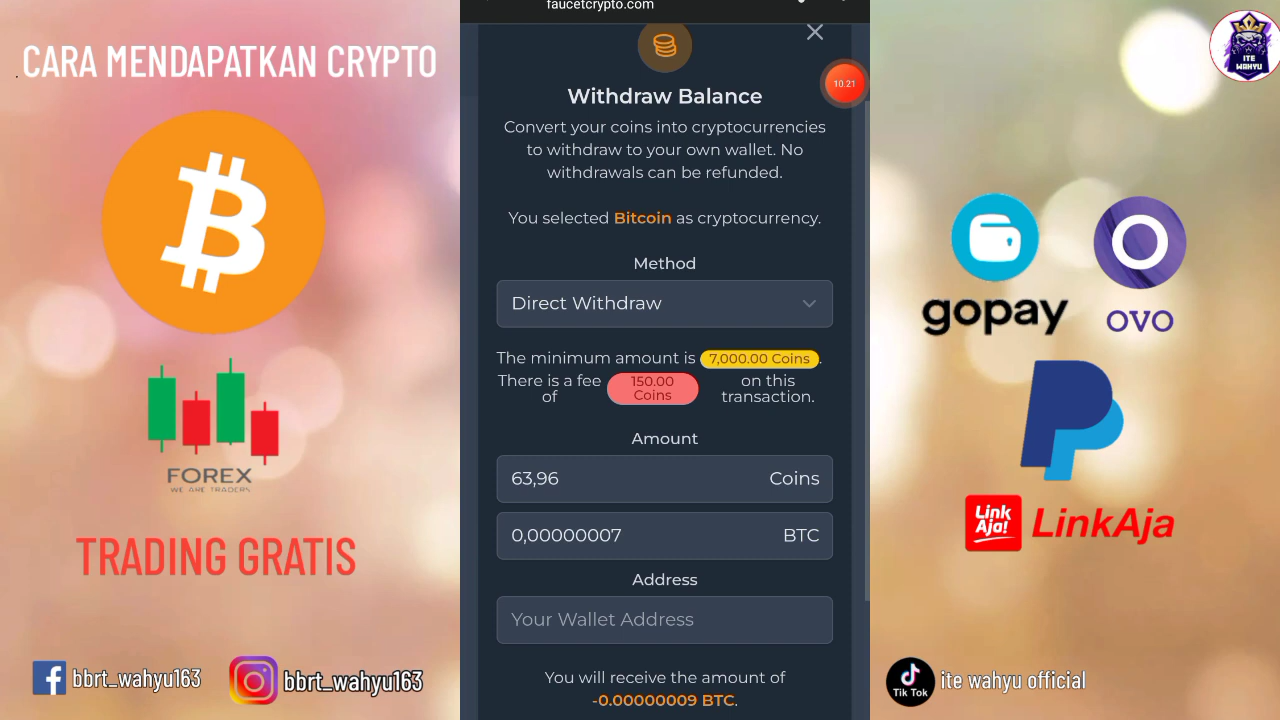 faucetcrypto.com
CARA MENDAPATKAN CRYPTO
ITE
WAHYU
10.21
Withdraw Balance
Convert your coins into cryptocurrencies
to withdraw to your own wallet. No
withdrawals can be refunded.
You selected Bitcoin as cryptocurrency.
Method
Direct Withdraw
The minimum amount is 7,000.00 Coins.
There is a fee of 150.00 Coins on this transaction.
Amount
63,96 Coins
0,00000007 BTC
Address
Your Wallet Address
You will receive the amount of
-0.00000009 BTC.
FOREX
WE ARE TRADERS
TRADING GRATIS
bbrt_wahyu163
bbrt_wahyu163
gopay
OVO
Link
Aja!
LinkAja
Tik Tok
ite wahyu official